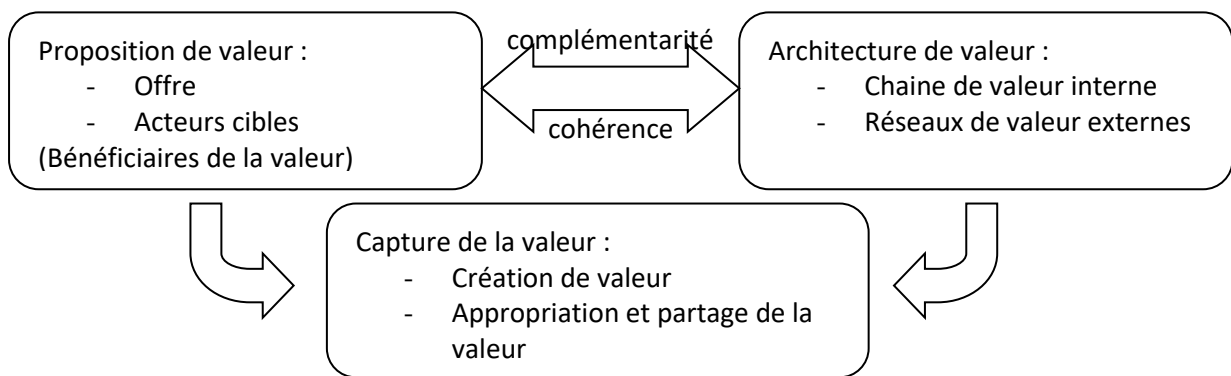 Proposition de valeur :
- Offre
- Acteurs cibles
(Bénéficiaires de la valeur)
complémentarité
cohérence
Architecture de valeur :
- Chaine de valeur interne
- Réseaux de valeur externes
Capture de la valeur :
- Création de valeur
- Appropriation et partage de la
valeur